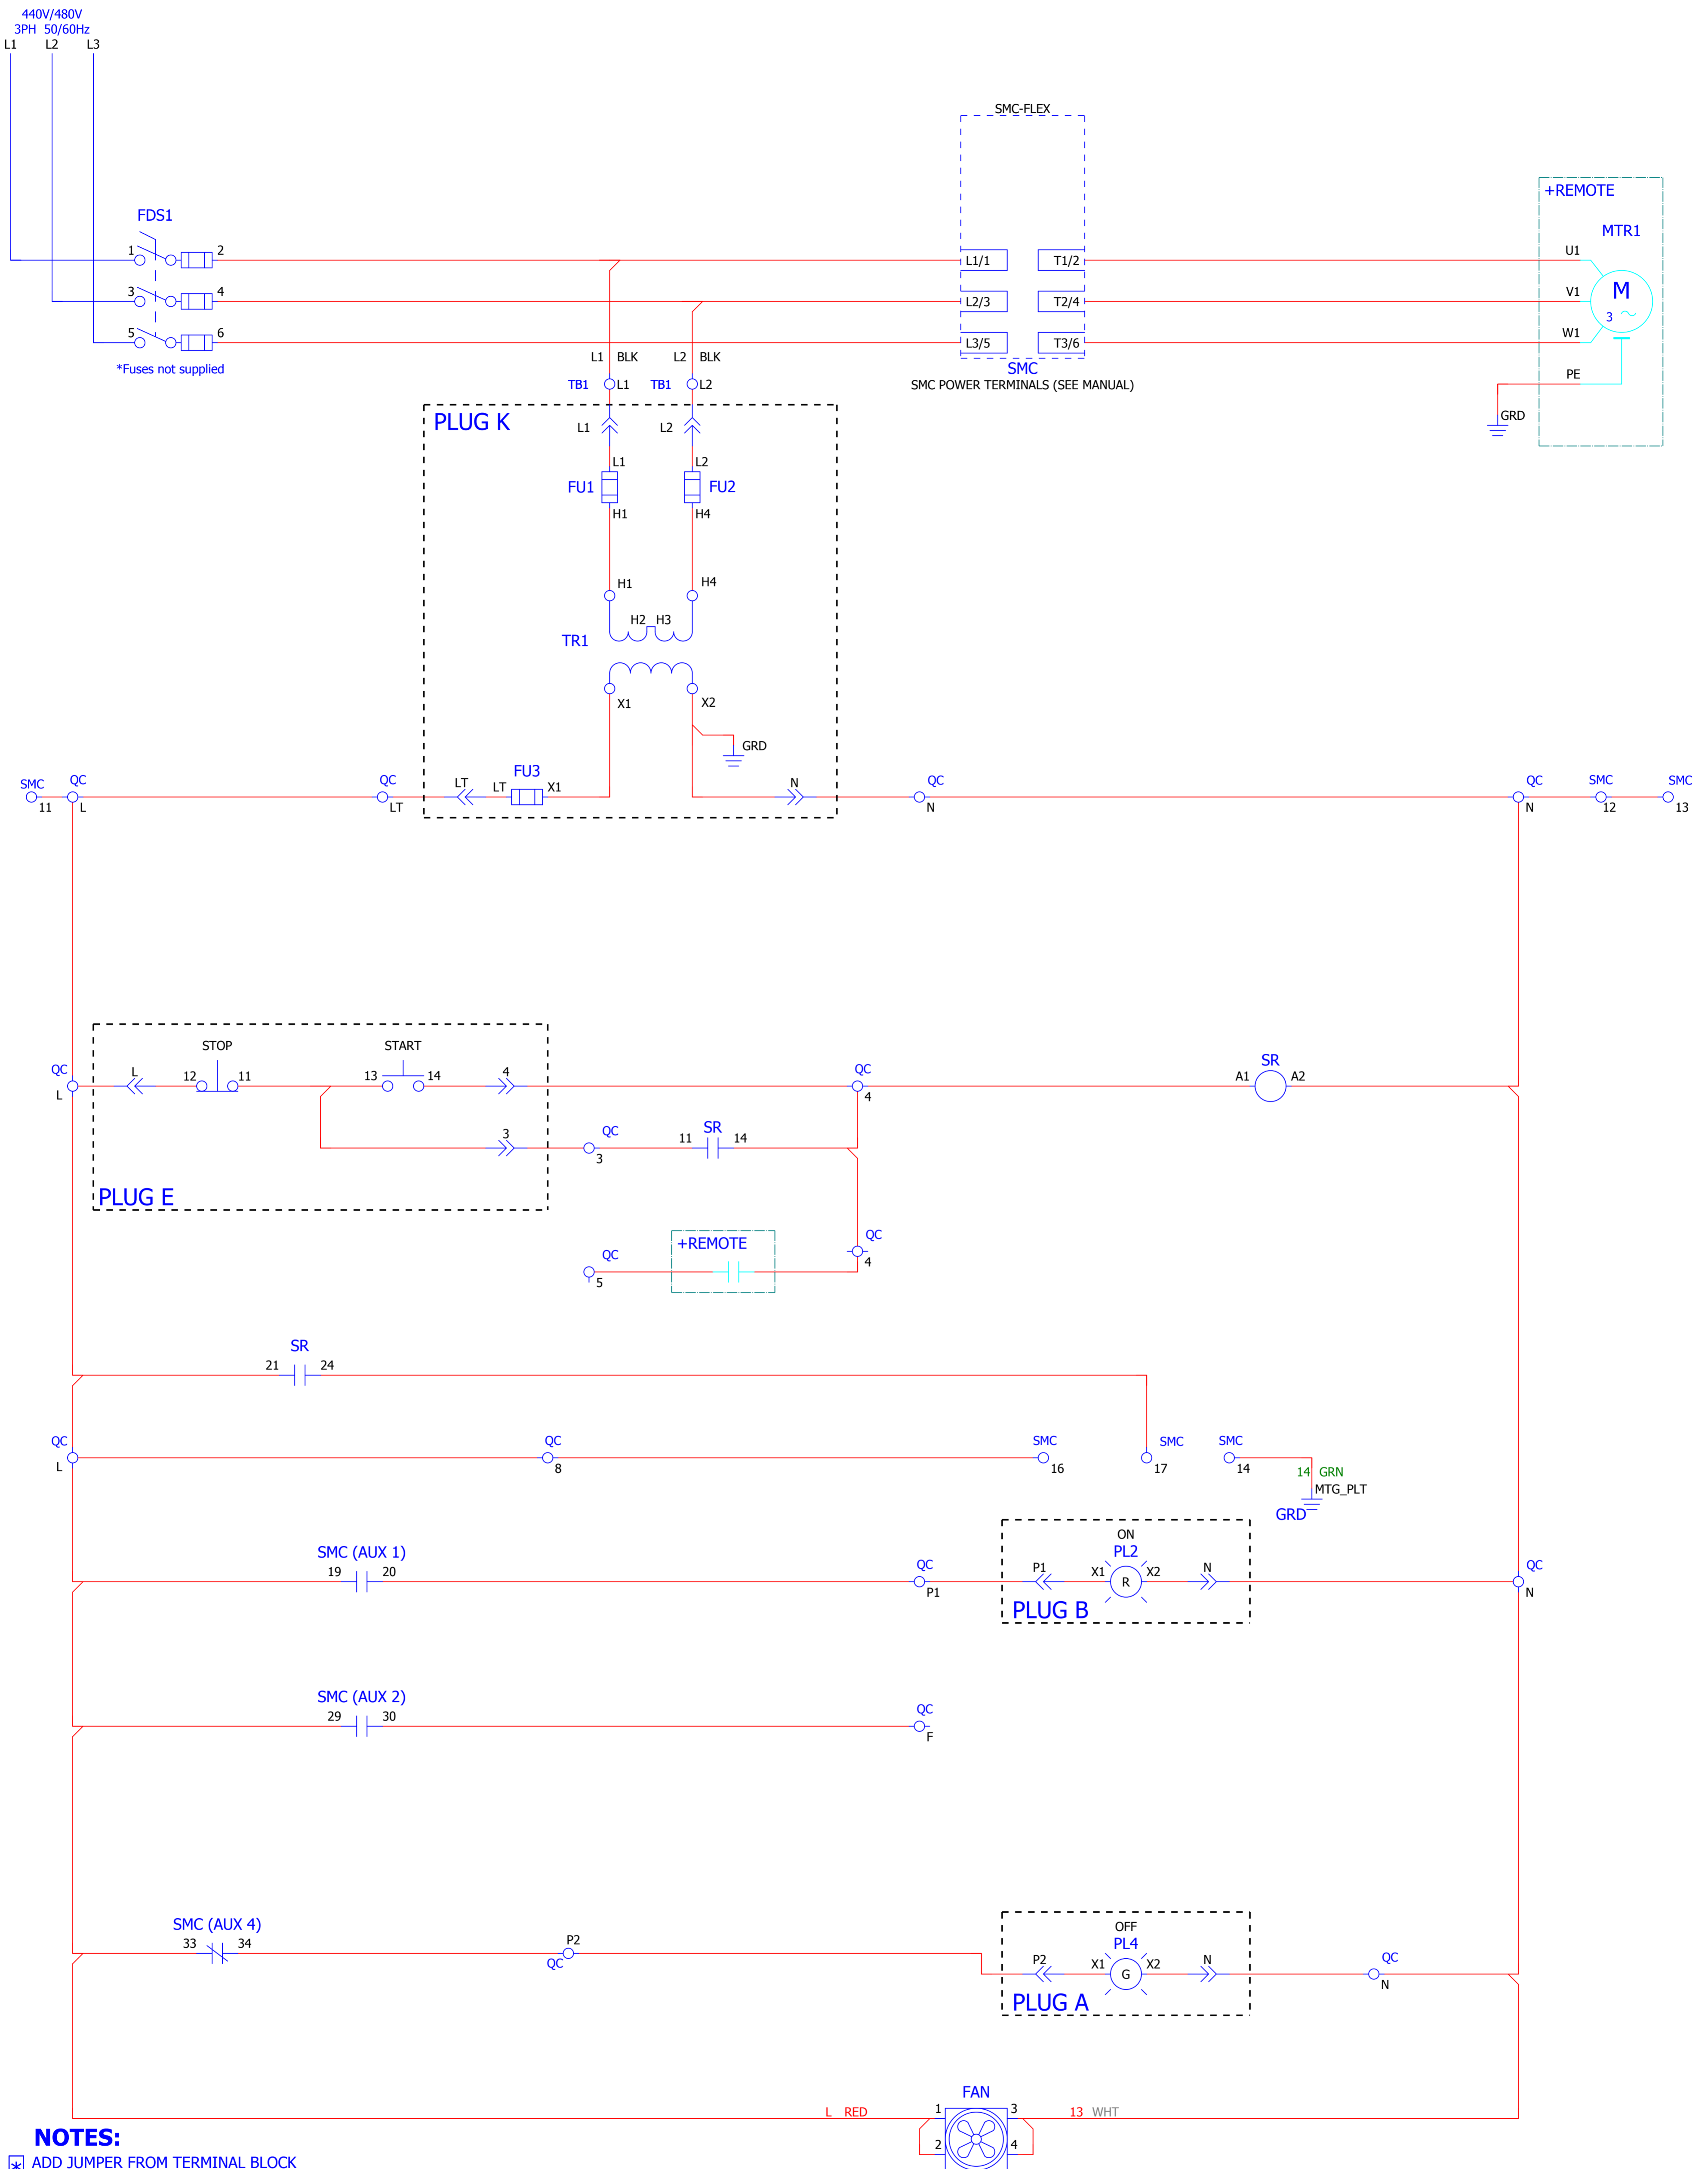 440V/480V
3PH 50/60Hz
L1 L2 L3
SMC-FLEX
+REMOTE
FDS1
MTR1
1 2 L1/1 T1/2 U1
3 4 L2/3 T2/4 V1 M
3
5 6 L3/5 T3/6 W1
*Fuses not supplied
L1 BLK L2 BLK
SMC
PE
TB1 L1 TB1 L2
SMC POWER TERMINALS (SEE MANUAL)
GRD
PLUG K
L1 L2
L1 L2
FU1 FU2
H1 H4
H1 H4
H2 H3
TR1
X1 X2
GRD
SMC QC QC LT LT FU3 X1 N QC QC SMC SMC
11 L LT N N 12 13
STOP START
QC L 12 11 13 14 4 QC A1 SR A2
L 4
3 QC 11 SR 14
3
PLUG E
QC +REMOTE QC
5 4
SR
21 24
QC QC SMC SMC SMC
L 8 16 17 14
14 GRN
MTG_PLT
GRD
ON
SMC (AUX 1) PL2
19 20 QC P1 X1 R X2 N QC
P1 N
PLUG B
SMC (AUX 2)
29 30 QC
F
OFF
SMC (AUX 4) PL4
33 34 P2
QC
P2 X1 G X2 N QC
N
PLUG A
FAN
L RED 1 3 13 WHT
2 4
NOTES:
* ADD JUMPER FROM TERMINAL BLOCK